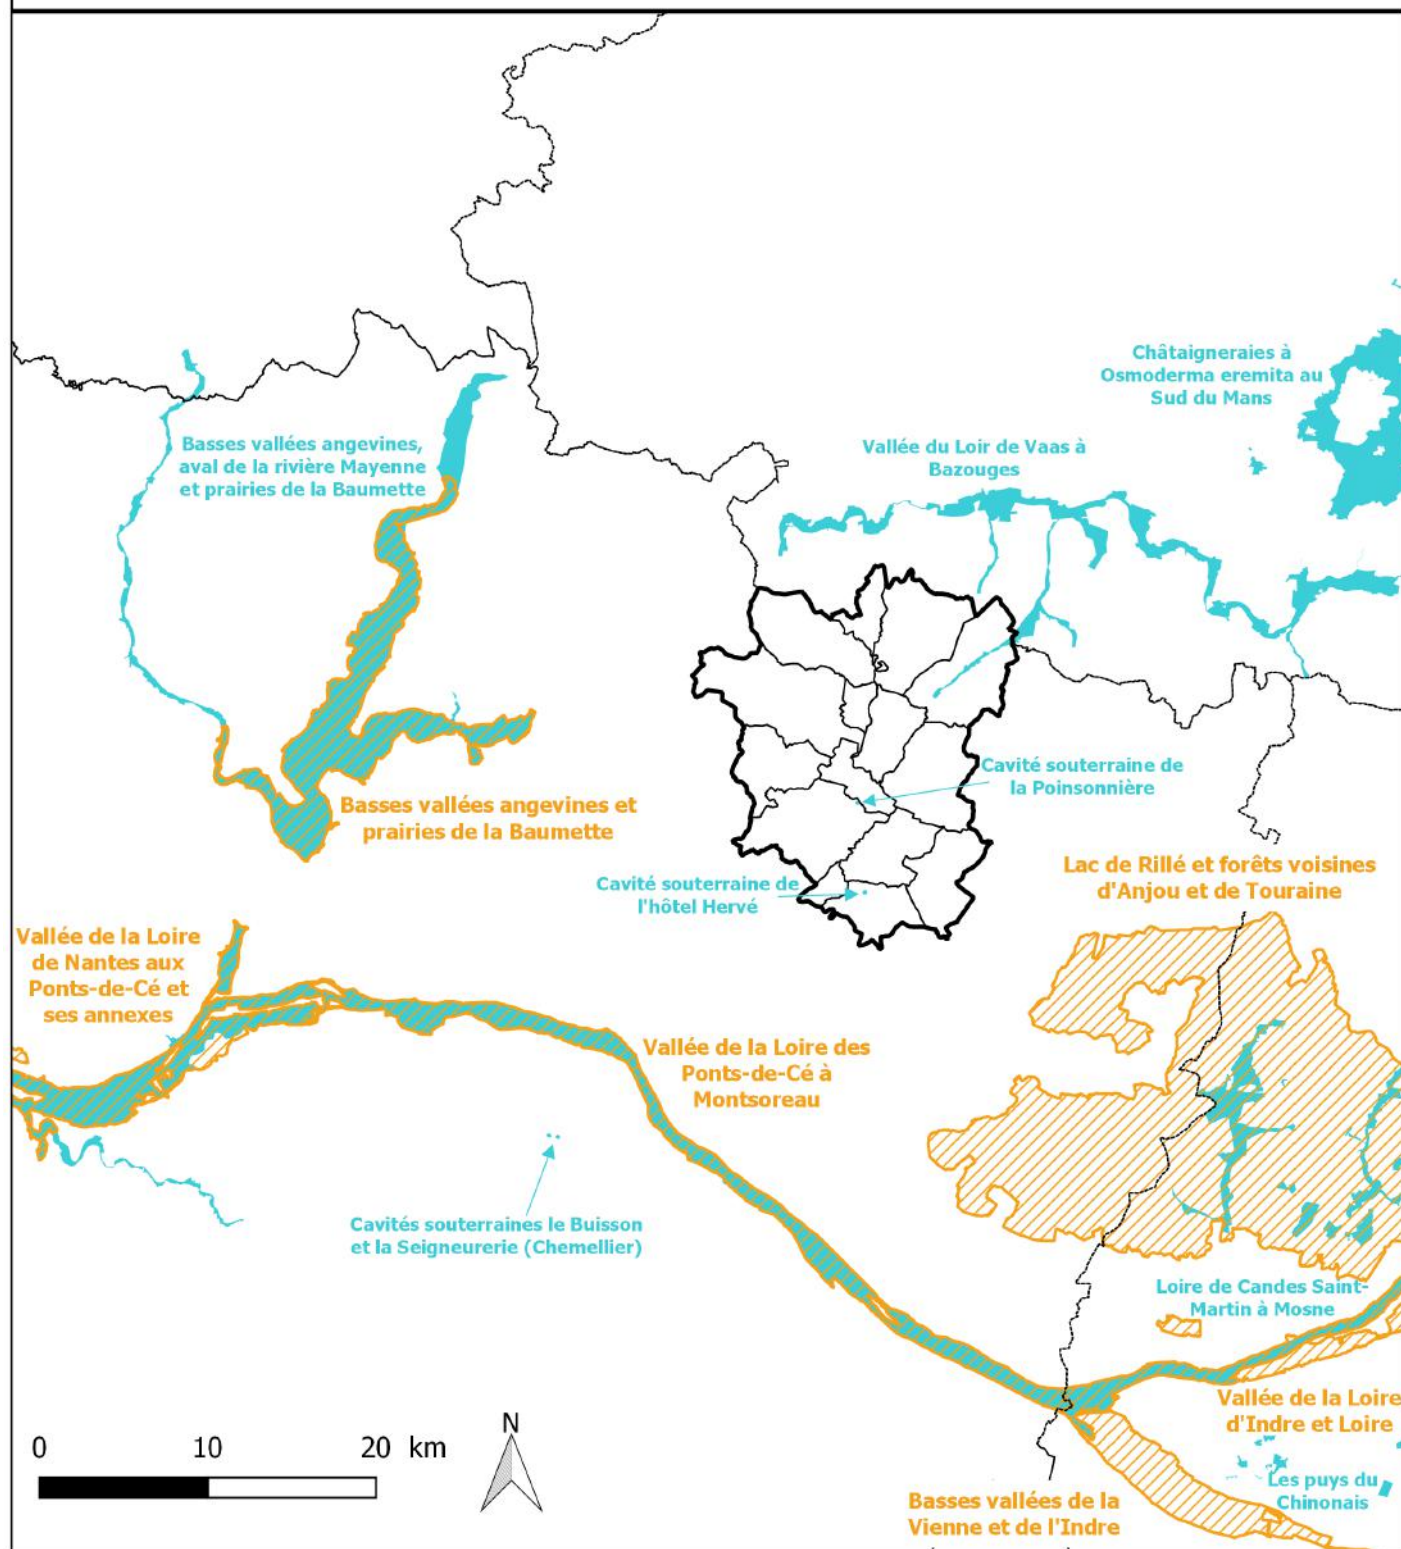 Châtaigneraies à
Osmoderma eremita au
Sud du Mans
Basses vallées angevines,
aval de la rivière Mayenne
et prairies de la Baumette
Vallée du Loir de Vaas à
Bazouges
Cavité souterraine de
la Poinsonnière
Basses vallées angevines et
prairies de la Baumette
Lac de Rillé et forêts voisines
d'Anjou et de Touraine
Cavité souterraine de
l'hôtel Hervé
Vallée de la Loire
de Nantes aux
Ponts-de-Cé et
ses annexes
Vallée de la Loire des
Ponts-de-Cé à
Montsoreau
Cavités souterraines le Buisson
et la Seigneurerie (Chemellier)
Loire de Candes Saint-
Martin à Mosne
Vallée de la Loire
d'Indre et Loire
0 10 20 km
N
Les puys du
Chinonais
Basses vallées de la
Vienne et de l'Indre